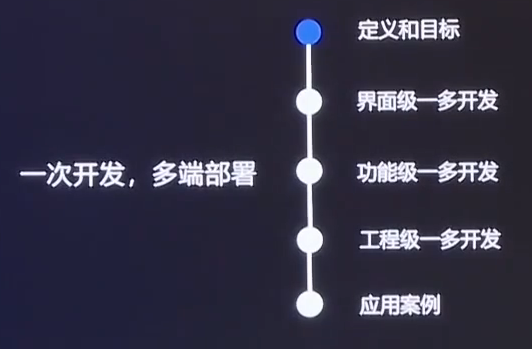 一次开发，多端部署
定义和目标
界面级一多开发
功能级一多开发
工程级一多开发
应用案例